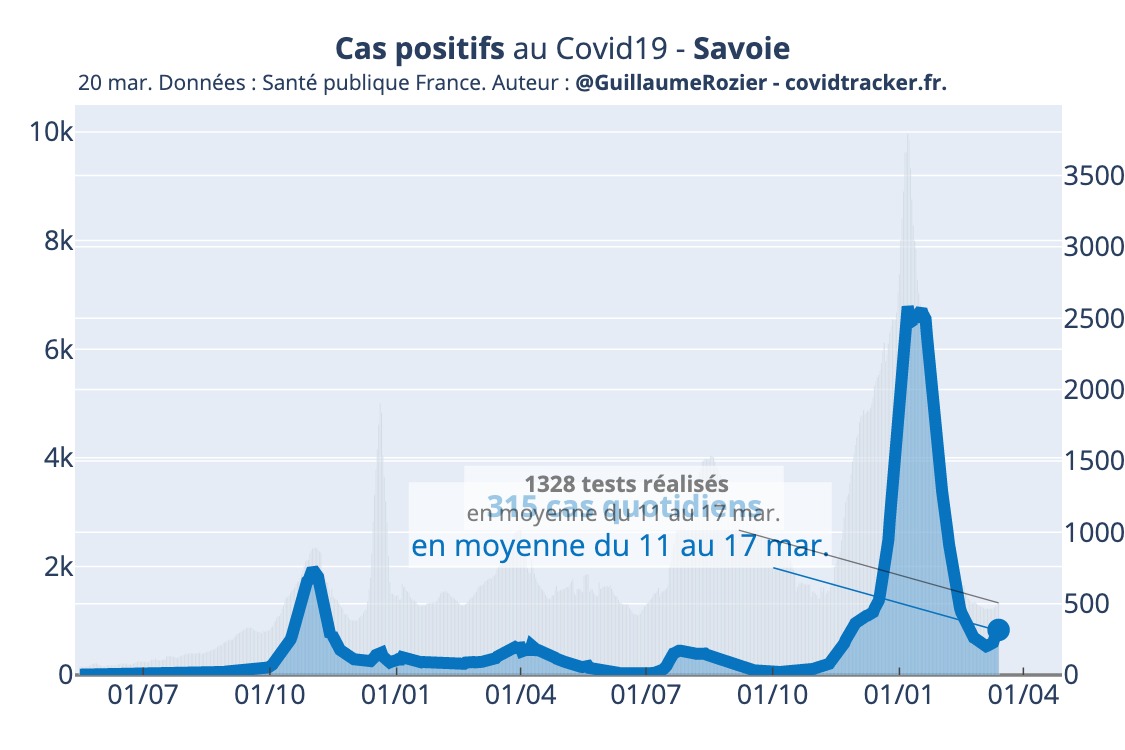 Cas positifs au Covid19 - Savoie
20 mar. Données : Santé publique France. Auteur : @GuillaumeRozier - covidtracker.fr.
10k
8k
6k
4k
2k
0
3500
3000
2500
2000
1500
1000
500
0
1328 tests réalisés
en moyenne du 11 au 17 mar.
315 cas quotidiens
en moyenne du 11 au 17 mar.
01/07 01/10 01/01 01/04 01/07 01/10 01/01 01/04